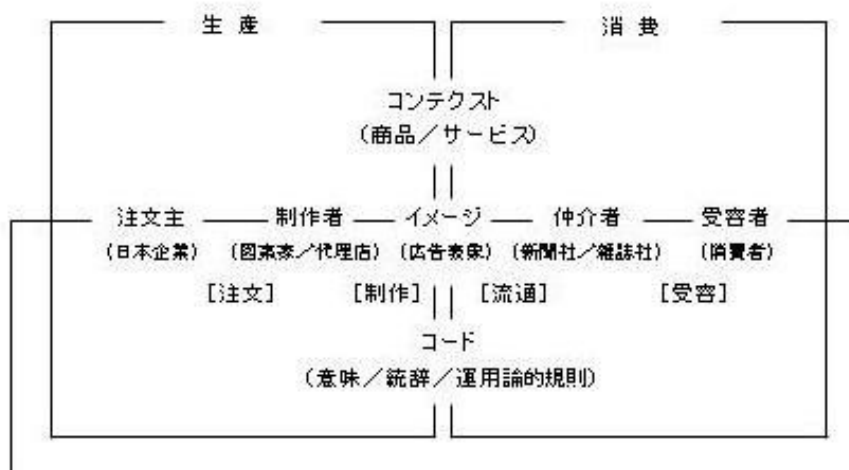 生産 消費
コンテクスト
(商品/サービス)
注文主 制作者 イメージ 仲介者 受容者
(日本企業) (図案家/代理店) (広告表象) (新聞社/雑誌社) (消費者)
[注文] [制作] [流通] [受容]
コード
(意味/統辞/運用論的規則)